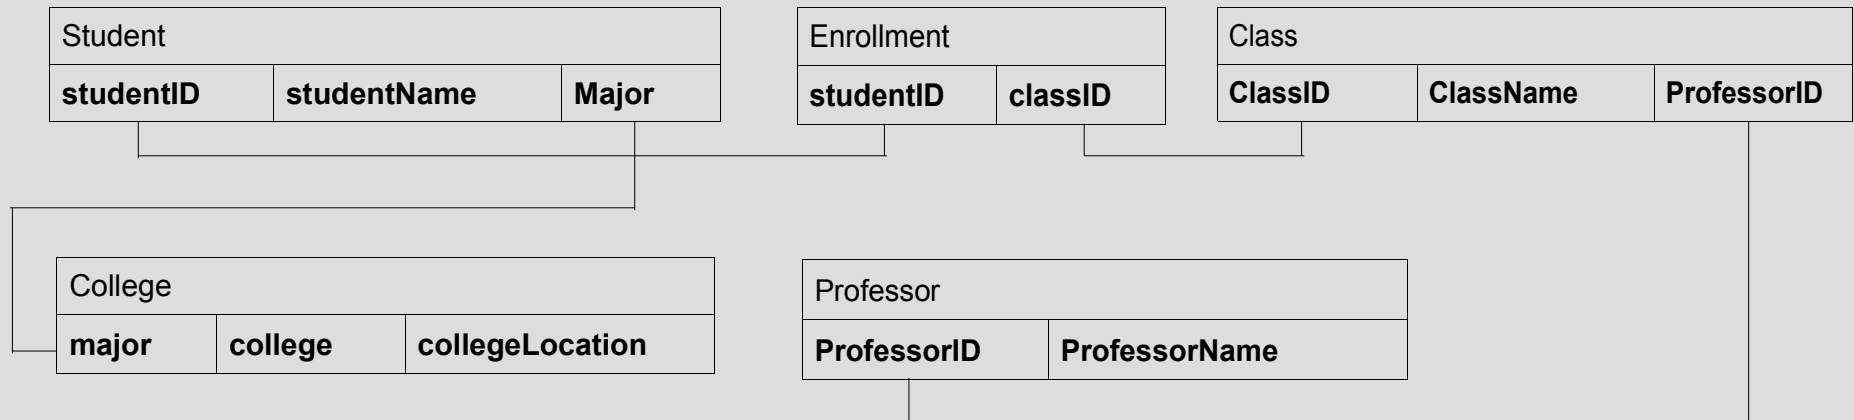 Student
studentID studentName Major
Enrollment
studentID classID
Class
ClassID ClassName ProfessorID
College
major college collegeLocation
Professor
ProfessorID ProfessorName